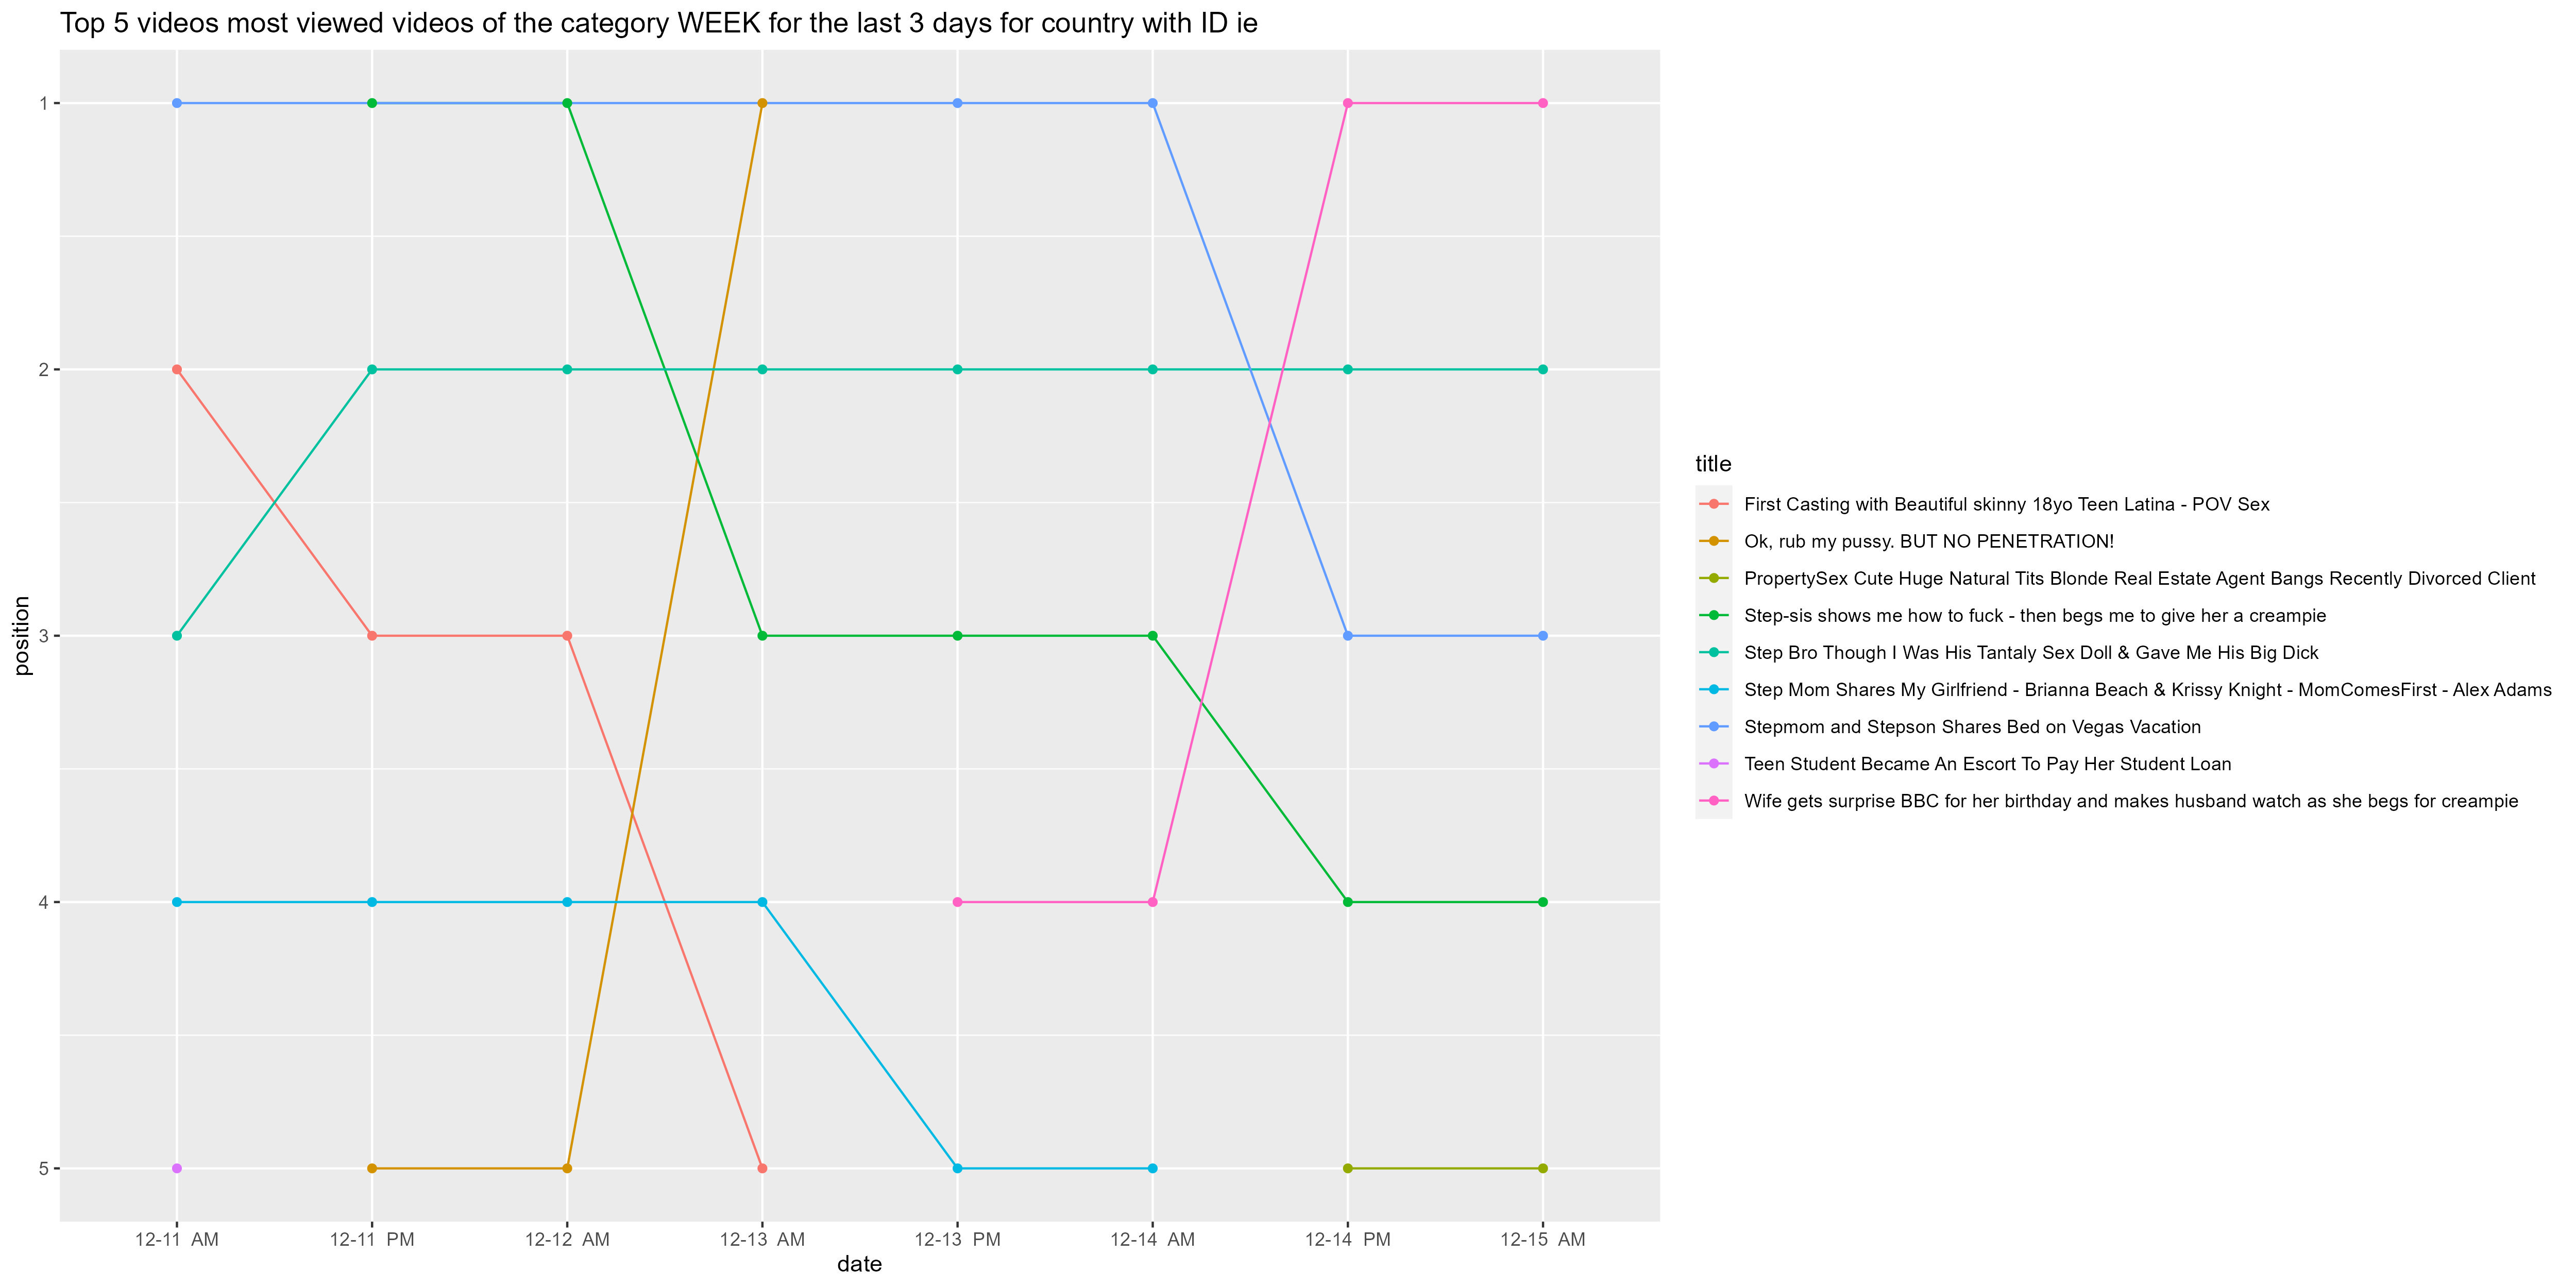 Top 5 videos most viewed videos of the category WEEK for the last 3 days for country with ID ie
position
1
2
3
4
5
12-11 AM
12-11 PM
12-12 AM
12-13 AM
12-13 PM
12-14 AM
12-14 PM
12-15 AM
date
title
First Casting with Beautiful skinny 18yo Teen Latina - POV Sex
Ok, rub my pussy. BUT NO PENETRATION!
PropertySex Cute Huge Natural Tits Blonde Real Estate Agent Bangs Recently Divorced Client
Step-sis shows me how to fuck - then begs me to give her a creampie
Step Bro Though I Was His Tantaly Sex Doll & Gave Me His Big Dick
Step Mom Shares My Girlfriend - Brianna Beach & Krissy Knight - MomComesFirst - Alex Adams
Stepmom and Stepson Shares Bed on Vegas Vacation
Teen Student Became An Escort To Pay Her Student Loan
Wife gets surprise BBC for her birthday and makes husband watch as she begs for creampie